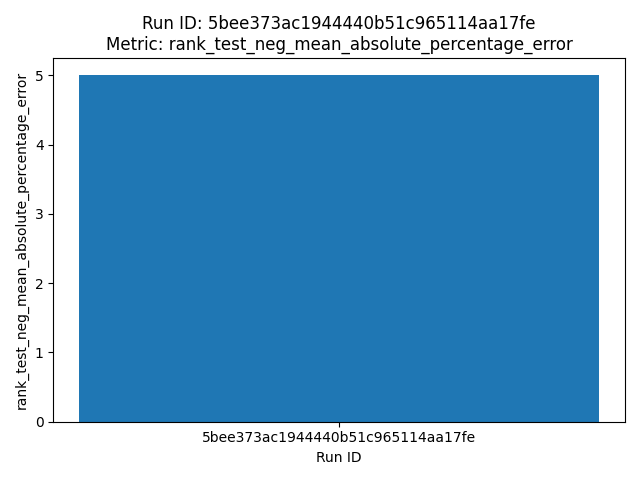 Run ID: 5bee373ac1944440b51c965114aa17fe
Metric: rank_test_neg_mean_absolute_percentage_error
rank_test_neg_mean_absolute_percentage_error
5
4
3
2
1
0
5bee373ac1944440b51c965114aa17fe
Run ID